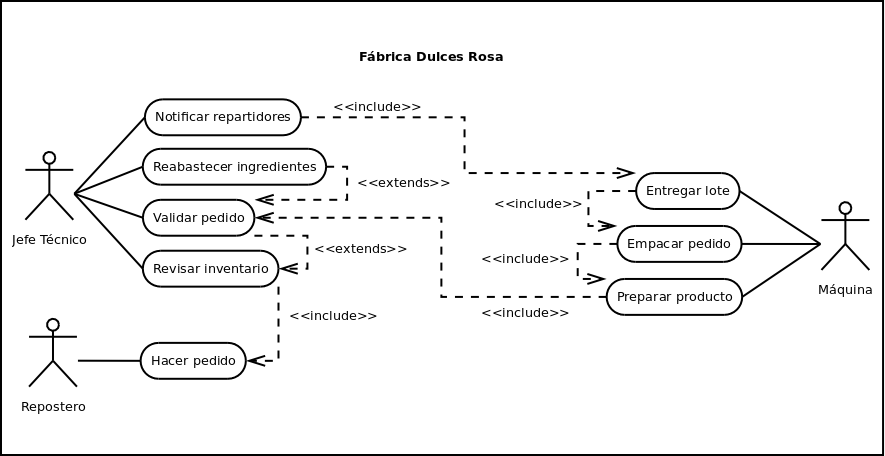 Fábrica Dulces Rosa
<<include>>
Notificar repartidores
Reabastecer ingredientes
<<extends>>
Entregar lote
<<include>>
Validar pedido
Jefe Técnico
<<extends>>
Empacar pedido
<<include>>
Revisar inventario
Máquina
Preparar producto
<<include>>
<<include>>
Hacer pedido
Repostero